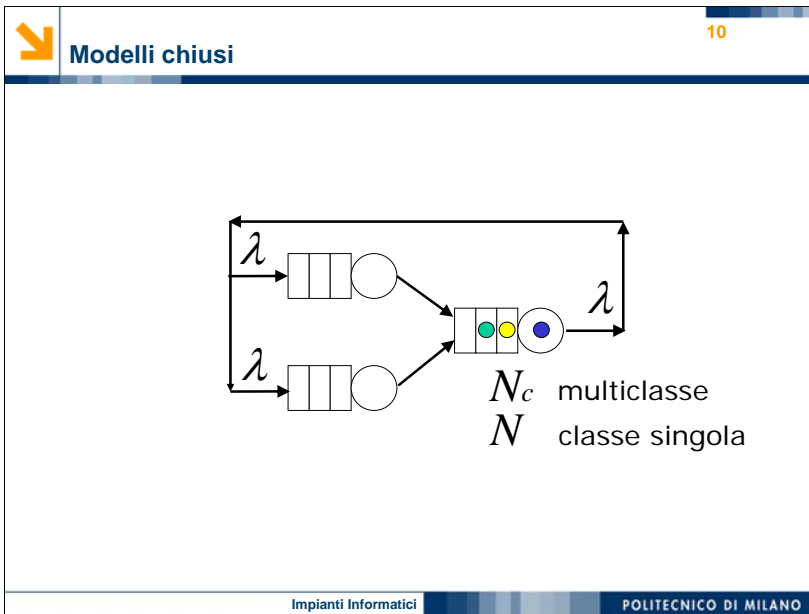 10
Modelli chiusi
λ
λ
λ
Nc multiclasse
N classe singola
Impianti Informatici
POLITECNICO DI MILANO